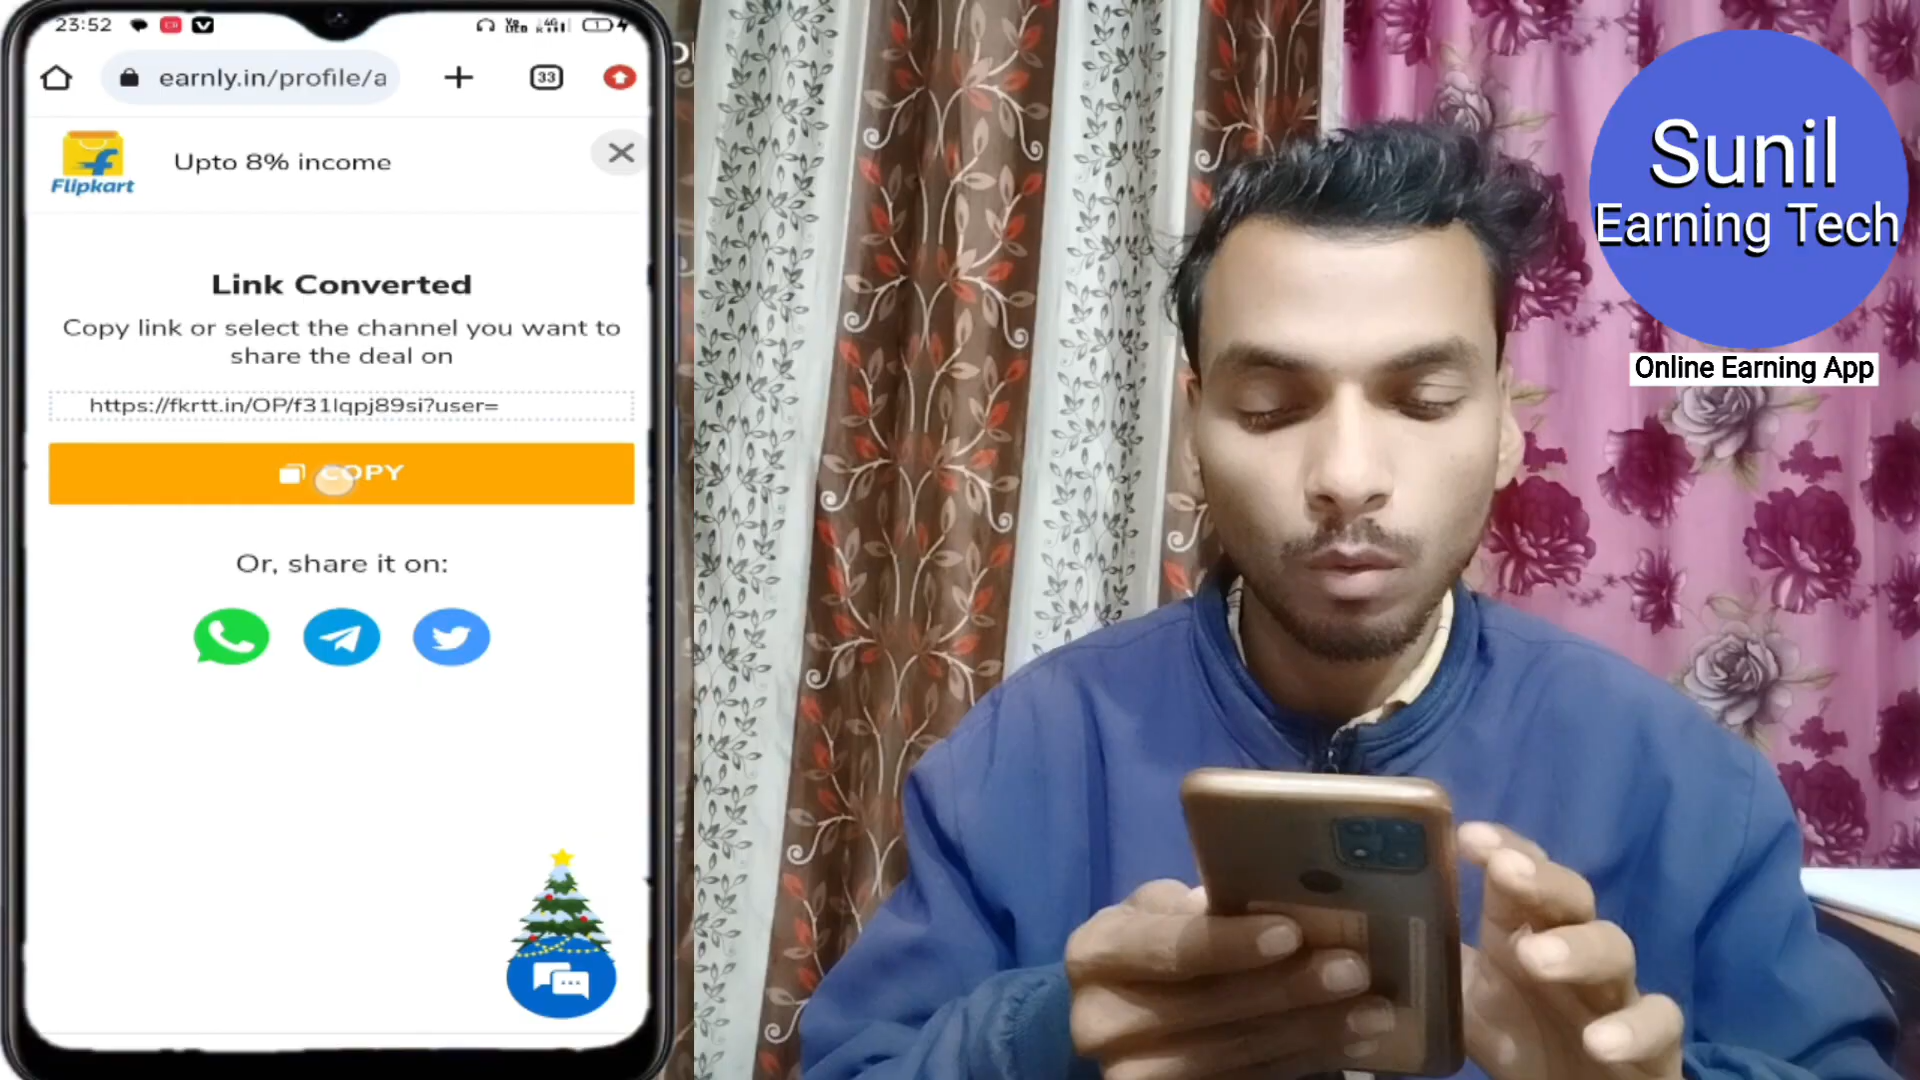 23:52
earnly.in/profile/a
33
Flipkart
Upto 8% income
Link Converted
Copy link or select the channel you want to
share the deal on
https://fkrtt.in/OP/f31lqpj89si?user=
COPY
Or, share it on:
Sunil
Earning Tech
Online Earning App